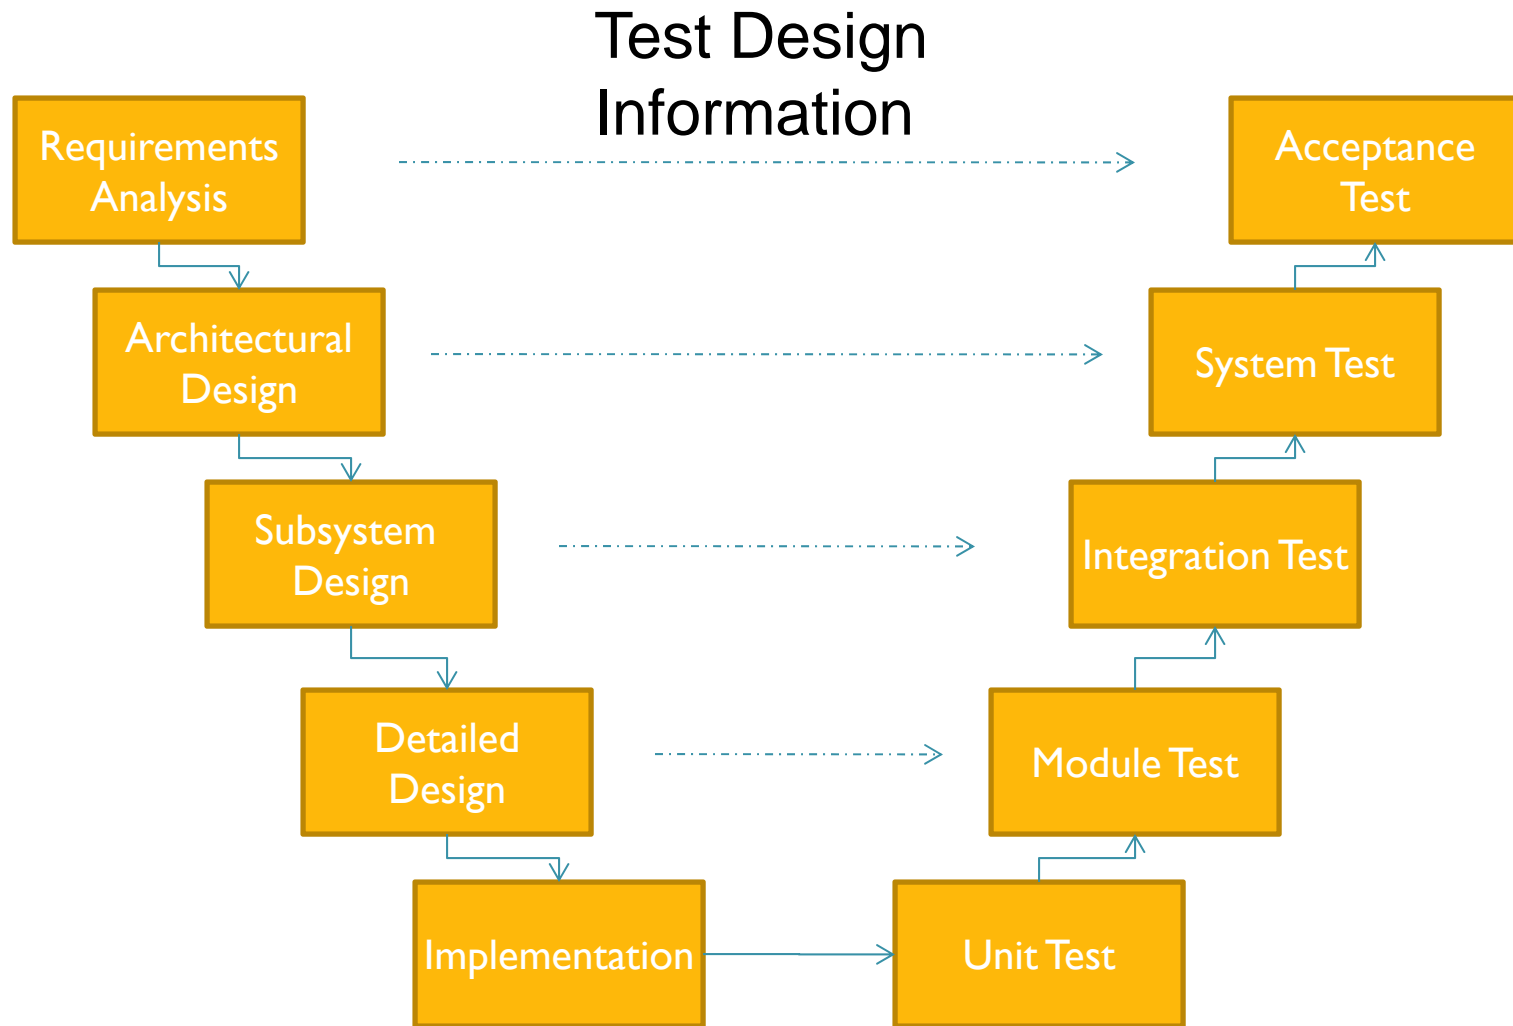 Test Design
Information
Requirements
Analysis
Acceptance
Test
Architectural
Design
System Test
Subsystem
Design
Integration Test
Detailed
Design
Module Test
Implementation
Unit Test